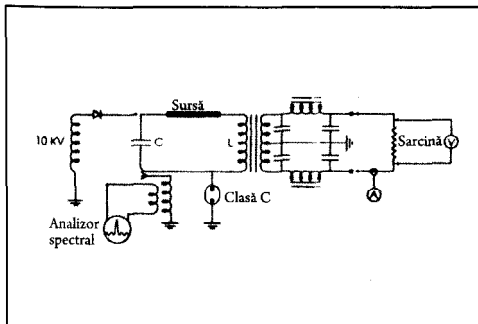 Sursă
10 KV
C
L
Sarcină
V
Clasă C
A
Analizor
spectral